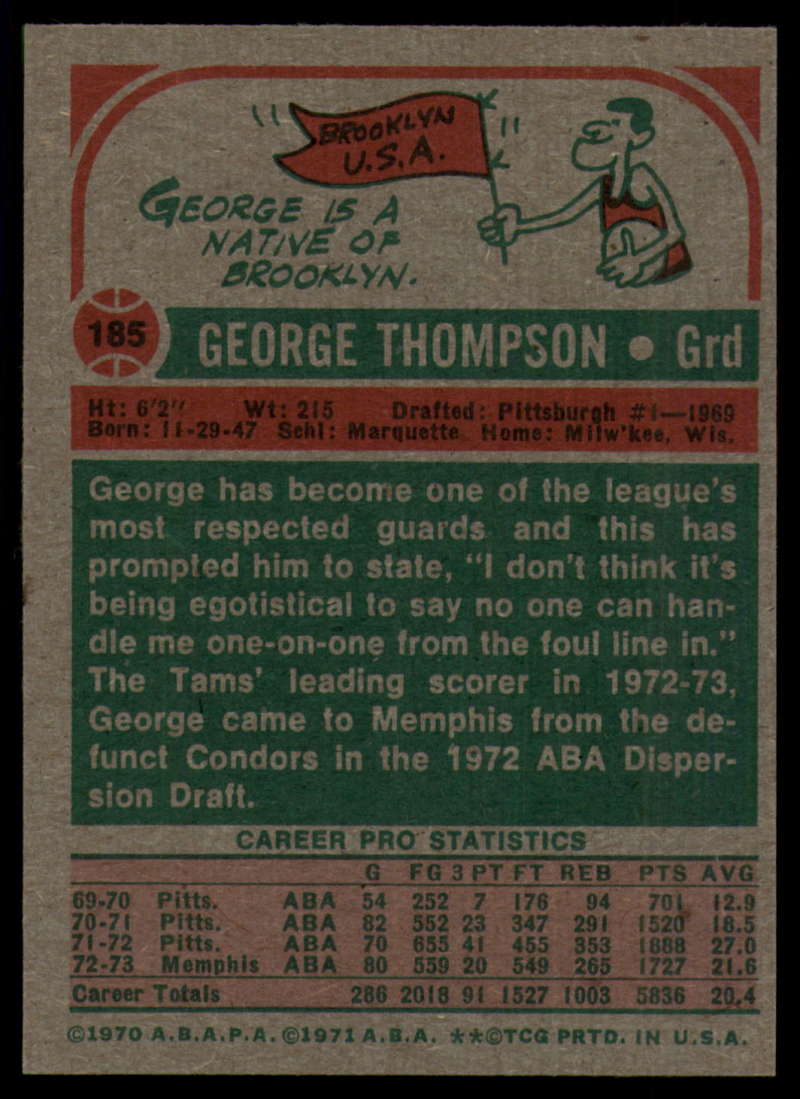 BROOKLYN
U.S.A.
GEORGE IS A
NATIVE OF
BROOKLYN.
185 GEORGE THOMPSON • Grd
Ht: 6'2" Wt: 215 Drafted: Pittsburgh #1—1969
Born: 11-29-47 Schl: Marquette Home: Milw'kee, Wis.
George has become one of the league's
most respected guards and this has
prompted him to state, "I don't think it's
being egotistical to say no one can han-
dle me one-on-one from the foul line in."
The Tams' leading scorer in 1972-73,
George came to Memphis from the de-
funct Condors in the 1972 ABA Disper-
sion Draft.
CAREER PRO STATISTICS
G FG 3 PT FT REB PTS AVG
69-70 Pitts. ABA 54 252 7 176 94 701 12.9
70-71 Pitts. ABA 82 552 23 347 291 1520 18.5
71-72 Pitts. ABA 70 655 41 455 353 1888 27.0
72-73 Memphis ABA 80 559 20 549 265 1727 21.6
Career Totals 286 2018 91 1527 1003 5836 20.4
©1970 A.B.A.P.A. ©1971 A.B.A. **©TCG PRTD. IN U.S.A.